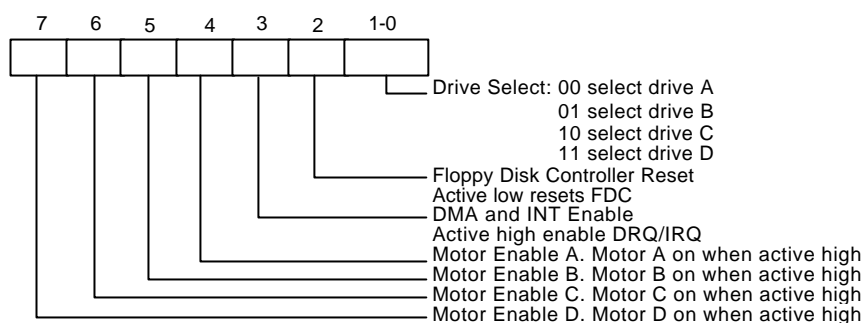 7 6 5 4 3 2 1-0
Drive Select: 00 select drive A
01 select drive B
10 select drive C
11 select drive D
Floppy Disk Controller Reset
Active low resets FDC
DMA and INT Enable
Active high enable DRQ/IRQ
Motor Enable A. Motor A on when active high
Motor Enable B. Motor B on when active high
Motor Enable C. Motor C on when active high
Motor Enable D. Motor D on when active high